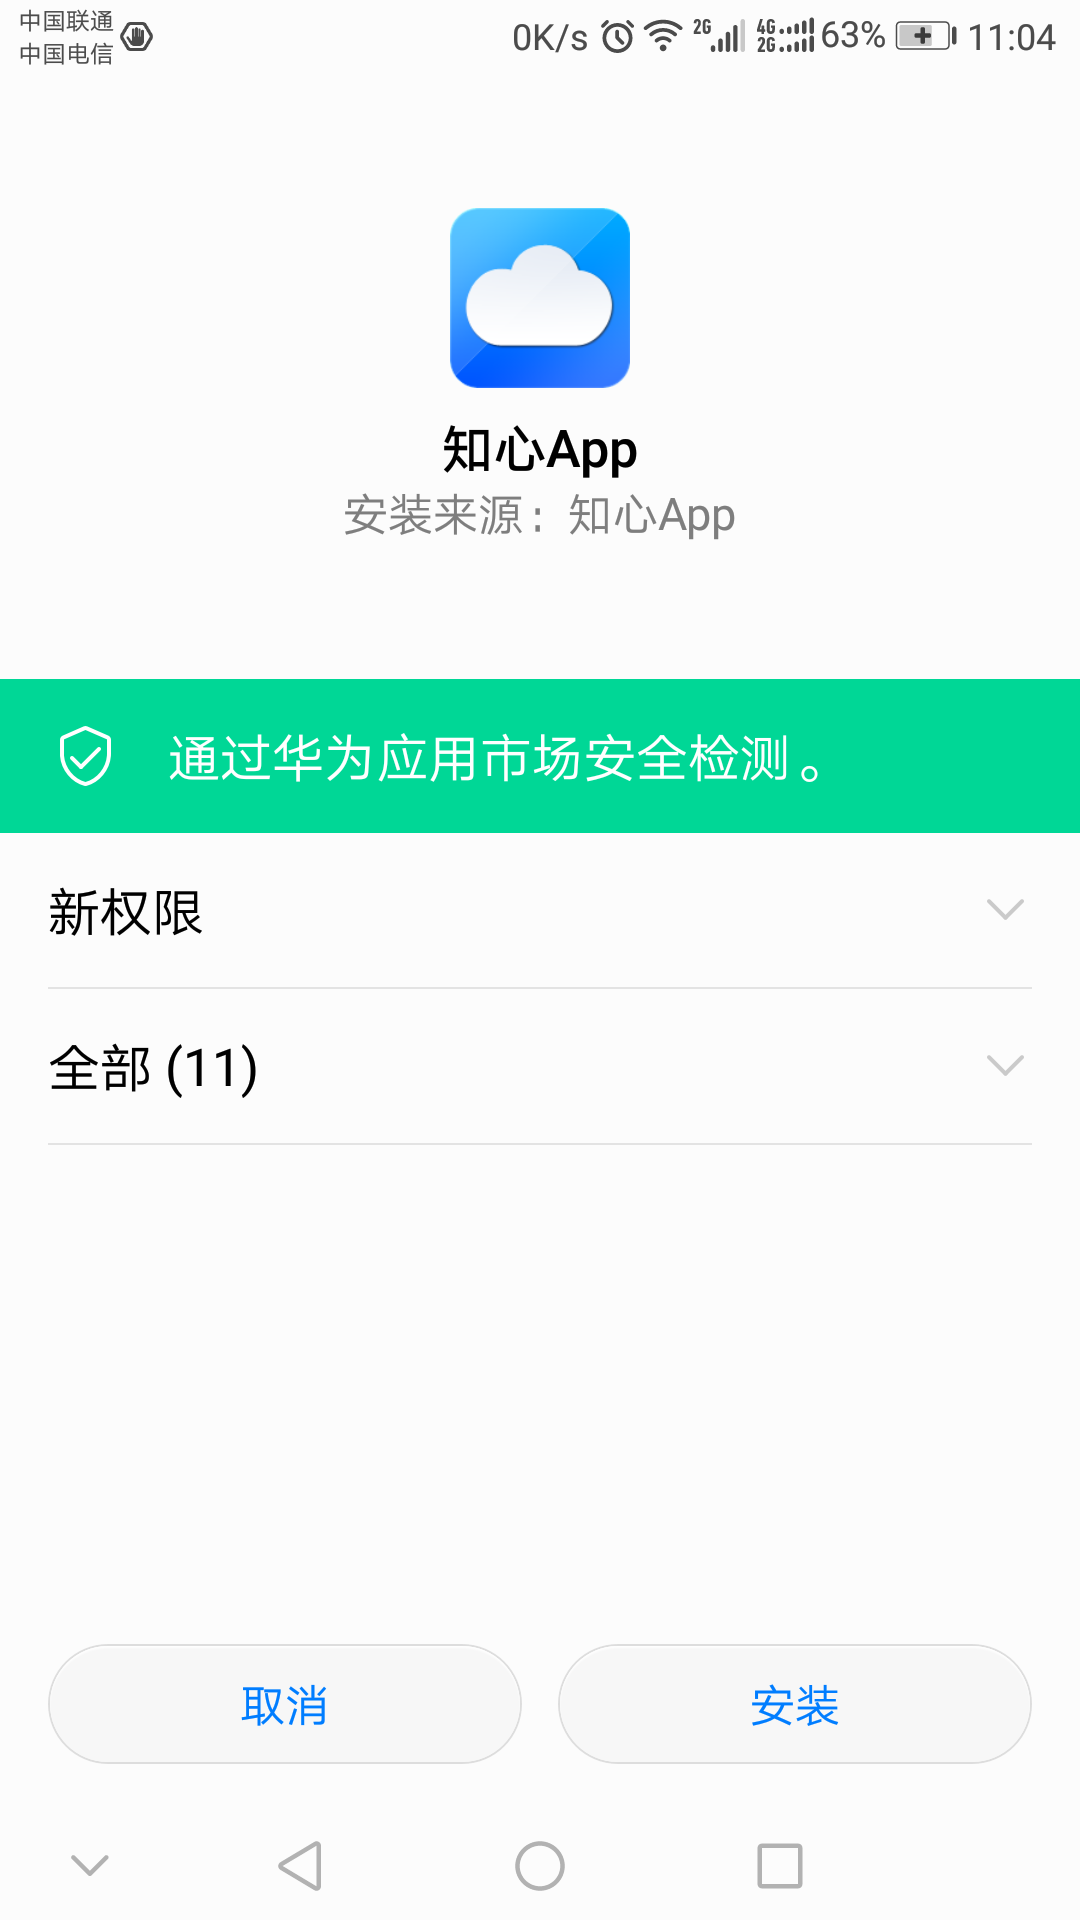 中国联通
中国电信
0K/s 2G 4G 2G 63% 11:04
知心App
安装来源：知心App
通过华为应用市场安全检测。
新权限
全部 (11)
取消 安装